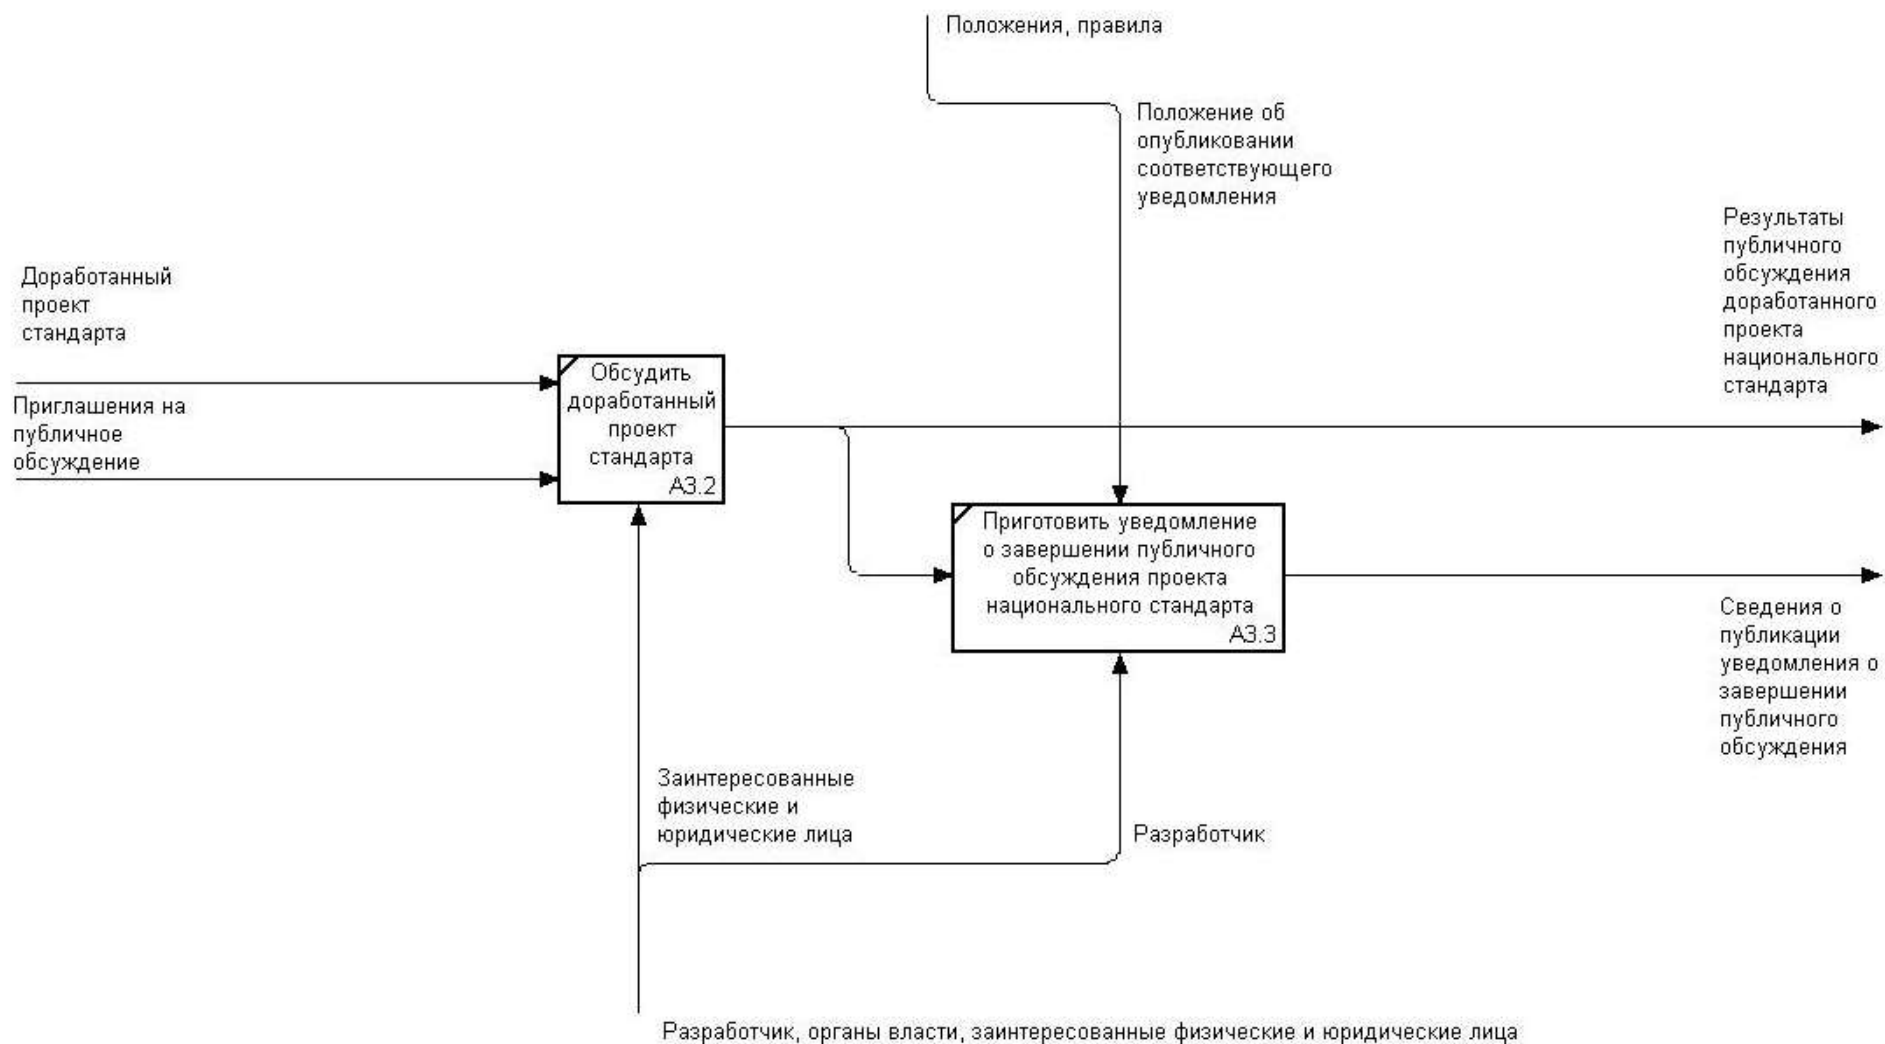 Положения, правила
Положение об
опубликовании
соответствующего
уведомления
Результаты
публичного
обсуждения
доработанного
проекта
национального
стандарта
Доработанный
проект
стандарта
Приглашения на
публичное
обсуждение
Обсудить
доработанный
проект
стандарта
А3.2
Приготовить уведомление
о завершении публичного
обсуждения проекта
национального стандарта
А3.3
Сведения о
публикации
уведомления о
завершении
публичного
обсуждения
Заинтересованные
физические и
юридические лица
Разработчик
Разработчик, органы власти, заинтересованные физические и юридические лица